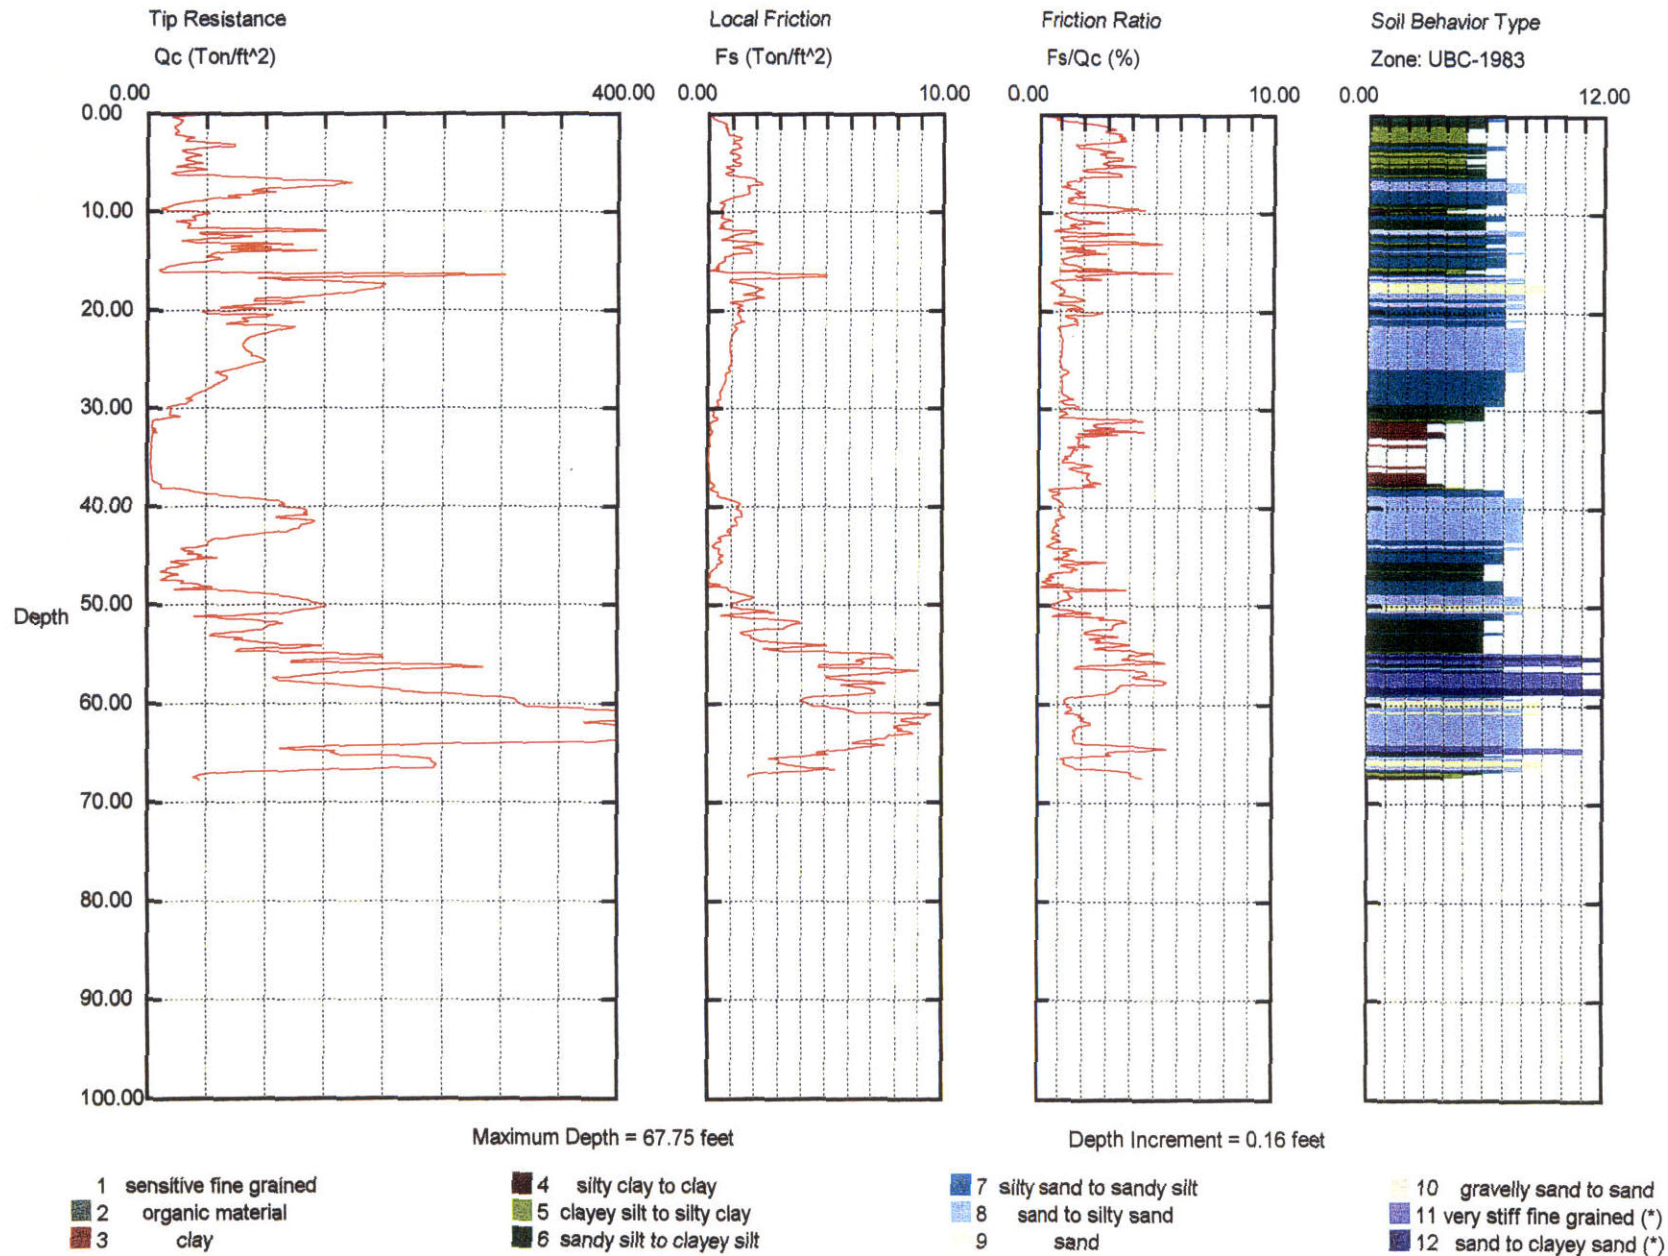 Tip Resistance Local Friction Friction Ratio Soil Behavior Type
Qc (Ton/ft^2) Fs (Ton/ft^2) Fs/Qc (%) Zone: UBC-1983
0.00 400.00 0.00 10.00 0.00 10.00 0.00 12.00
0.00
10.00
20.00
30.00
40.00
50.00
Depth
60.00
70.00
80.00
90.00
100.00
Maximum Depth = 67.75 feet Depth Increment = 0.16 feet
1 sensitive fine grained 4 silty clay to clay 7 silty sand to sandy silt 10 gravelly sand to sand
2 organic material 5 clayey silt to silty clay 8 sand to silty sand 11 very stiff fine grained (*)
3 clay 6 sandy silt to clayey silt 9 sand 12 sand to clayey sand (*)